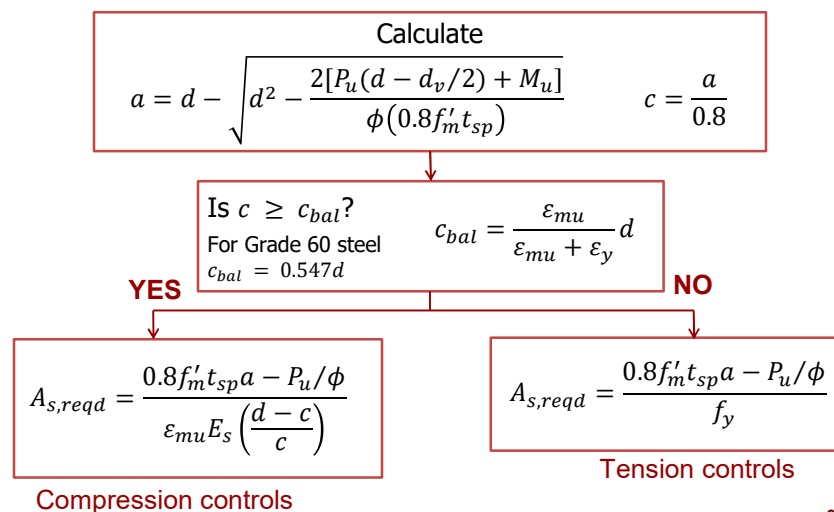 Calculate
a = d − √(d² − 2[P_u(d − d_v/2) + M_u] / ϕ(0.8f′_m t_sp))    c = a/0.8
Is c ≥ c_bal?
For Grade 60 steel
c_bal = 0.547d
c_bal = ε_mu / (ε_mu + ε_y) d
YES
NO
A_s,reqd = (0.8f′_m t_sp a − P_u/ϕ) / (ε_mu E_s ((d − c)/c))
A_s,reqd = (0.8f′_m t_sp a − P_u/ϕ) / f_y
Compression controls
Tension controls